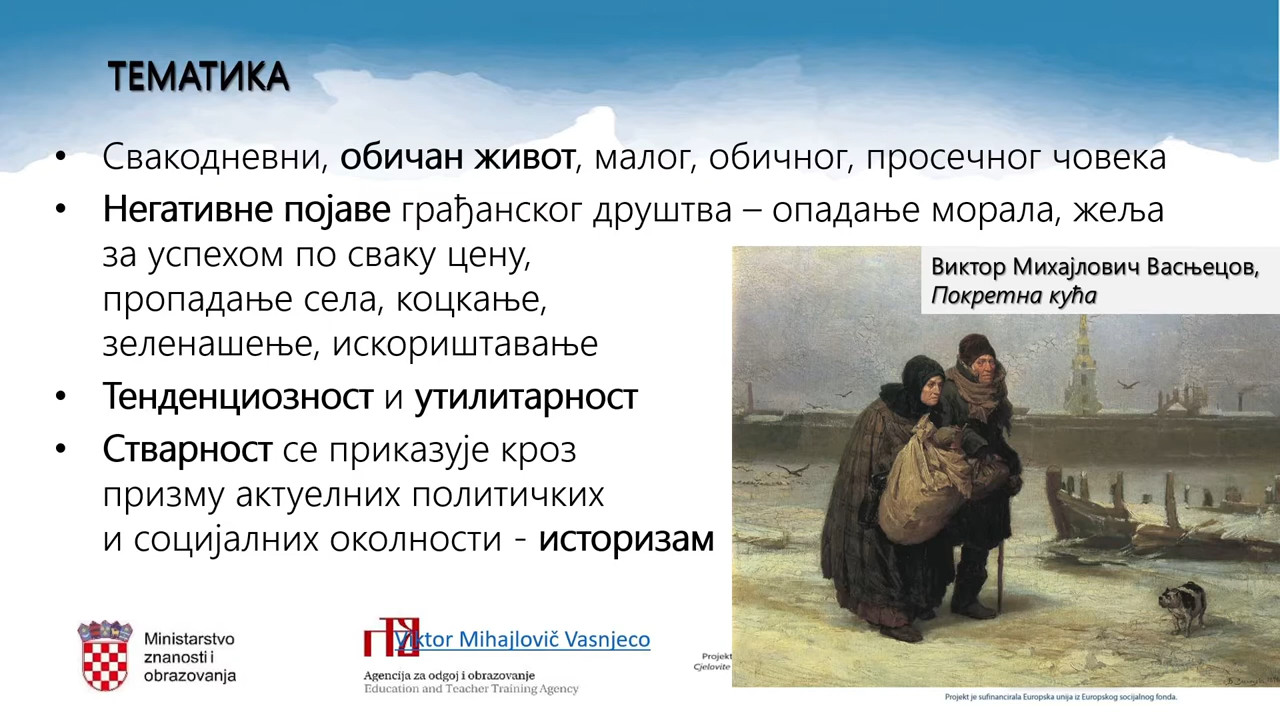 ТЕМАТИКА
• Свакодневни, обичан живот, малог, обичног, просечног човека
• Негативне појаве грађанског друштва – опадање морала, жеља
за успехом по сваку цену,
пропадање села, коцкање,
зеленашење, искориштавање
• Тенденциозност и утилитарност
• Стварност се приказује кроз
призму актуелних политичких
и социјалних околности - историзам
Виктор Михајлович Васњецов,
Покретна кућа
Ministarstvo
znanosti i
obrazovanja
Viktor Mihajlovič Vasnjeco
Agencija za odgoj i obrazovanje
Education and Teacher Training Agency
Projekt
Cjelovite
Projekt je sufinancirala Europska unija iz Europskog socijalnog fonda.